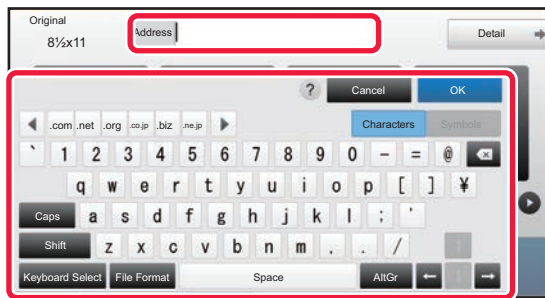 Original
8½x11
Address
Detail
? Cancel OK
.com .net .org .co.jp .biz .ne.jp Characters Symbols
` 1 2 3 4 5 6 7 8 9 0 - = @
q w e r t y u i o p [ ] ¥
Caps a s d f g h j k l ; '
Shift z x c v b n m , . /
Keyboard Select File Format Space AltGr